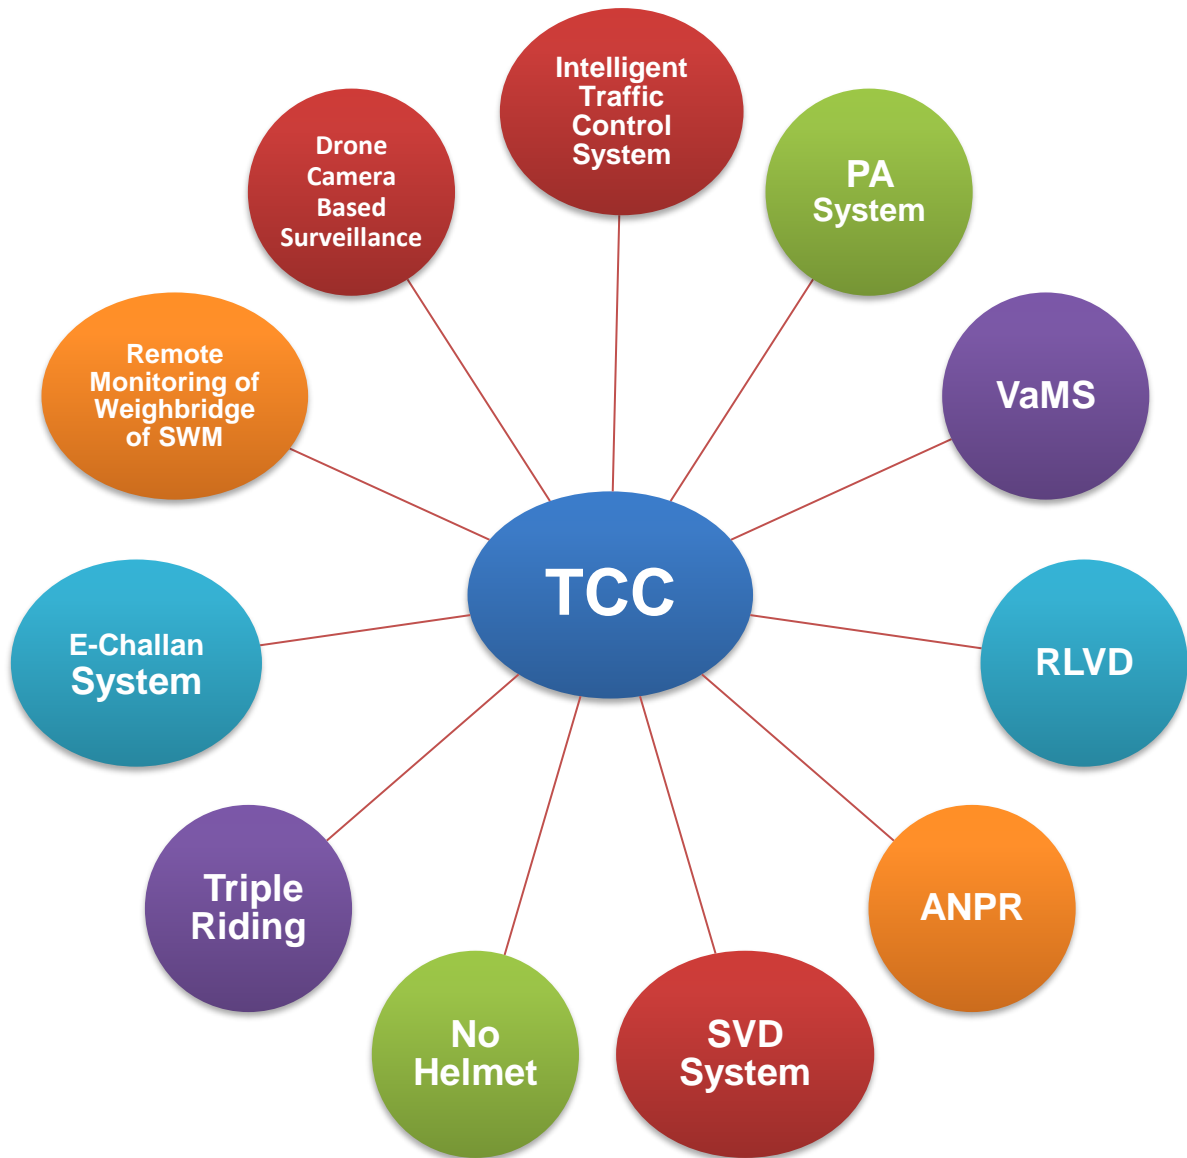 Intelligent
Traffic
Control
System
PA
System
VaMS
RLVD
ANPR
SVD
System
No
Helmet
Triple
Riding
E-Challan
System
Remote
Monitoring of
Weighbridge
of SWM
Drone
Camera
Based
Surveillance
TCC